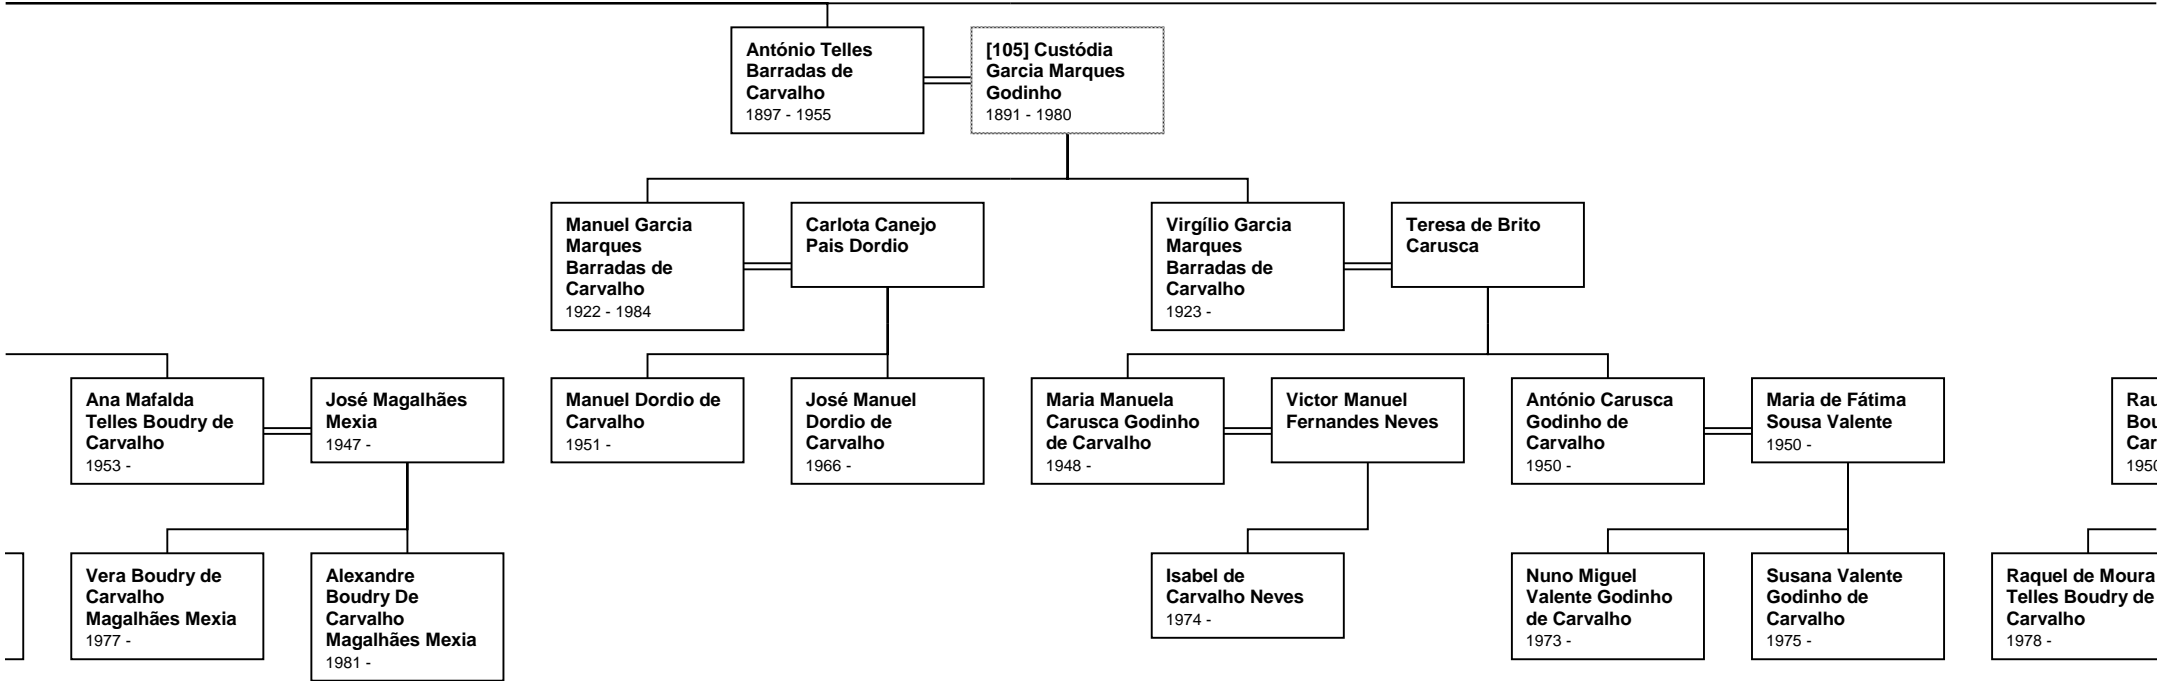 António Telles
Barradas de
Carvalho
1897 - 1955
[105] Custódia
Garcia Marques
Godinho
1891 - 1980
Manuel Garcia
Marques
Barradas de
Carvalho
1922 - 1984
Carlota Canejo
Pais Dordio
Virgílio Garcia
Marques
Barradas de
Carvalho
1923 -
Teresa de Brito
Carusca
Ana Mafalda
Telles Boudry de
Carvalho
1953 -
José Magalhães
Mexia
1947 -
Manuel Dordio de
Carvalho
1951 -
José Manuel
Dordio de
Carvalho
1966 -
Maria Manuela
Carusca Godinho
de Carvalho
1948 -
Victor Manuel
Fernandes Neves
António Carusca
Godinho de
Carvalho
1950 -
Maria de Fátima
Sousa Valente
1950 -
Rau
Bou
Car
1950
Vera Boudry de
Carvalho
Magalhães Mexia
1977 -
Alexandre
Boudry De
Carvalho
Magalhães Mexia
1981 -
Isabel de
Carvalho Neves
1974 -
Nuno Miguel
Valente Godinho
de Carvalho
1973 -
Susana Valente
Godinho de
Carvalho
1975 -
Raquel de Moura
Telles Boudry de
Carvalho
1978 -